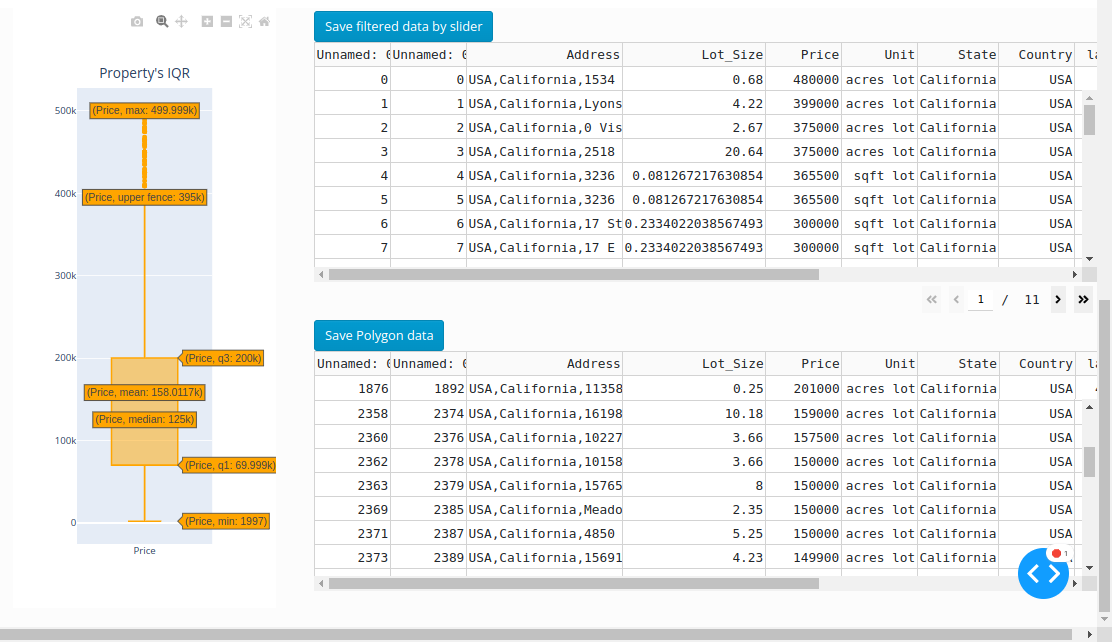 Property's IQR
500k
(Price, max: 499.999k)
400k
(Price, upper fence: 395k)
300k
200k
(Price, q3: 200k)
(Price, mean: 158.0117k)
(Price, median: 125k)
100k
(Price, q1: 69.999k)
0
(Price, min: 1997)
Price
Save filtered data by slider
Unnamed: Unnamed: Address Lot_Size Price Unit State Country
0 0 USA,California,1534 0.68 480000 acres lot California USA
1 1 USA,California,Lyons 4.22 399000 acres lot California USA
2 2 USA,California,0 Vis 2.67 375000 acres lot California USA
3 3 USA,California,2518 20.64 375000 acres lot California USA
4 4 USA,California,3236 0.081267217630854 365500 sqft lot California USA
5 5 USA,California,3236 0.081267217630854 365500 sqft lot California USA
6 6 USA,California,17 St 0.2334022038567493 300000 sqft lot California USA
7 7 USA,California,17 E 0.2334022038567493 300000 sqft lot California USA
1 / 11
Save Polygon data
Unnamed: Unnamed: Address Lot_Size Price Unit State Country
1876 1892 USA,California,11358 0.25 201000 acres lot California USA
2358 2374 USA,California,16198 10.18 159000 acres lot California USA
2360 2376 USA,California,10227 3.66 157500 acres lot California USA
2362 2378 USA,California,10158 3.66 150000 acres lot California USA
2363 2379 USA,California,15765 8 150000 acres lot California USA
2369 2385 USA,California,Meado 2.35 150000 acres lot California USA
2371 2387 USA,California,4850 5.25 150000 acres lot California USA
2373 2389 USA,California,15691 4.23 149900 acres lot California
1